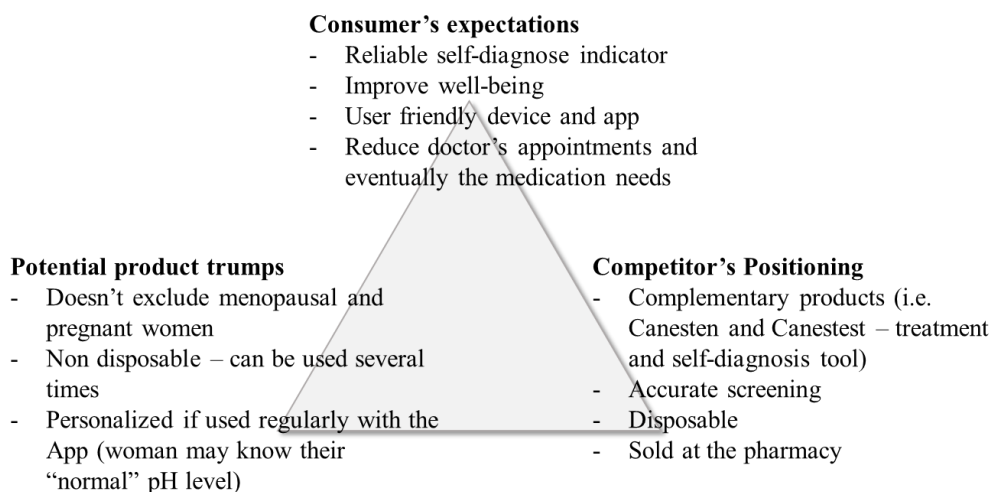 Consumer’s expectations
- Reliable self-diagnose indicator
- Improve well-being
- User friendly device and app
- Reduce doctor’s appointments and
eventually the medication needs
Potential product trumps
- Doesn’t exclude menopausal and
pregnant women
- Non disposable – can be used several
times
- Personalized if used regularly with the
App (woman may know their
“normal” pH level)
Competitor’s Positioning
- Complementary products (i.e.
Canesten and Canestest – treatment
and self-diagnosis tool)
- Accurate screening
- Disposable
- Sold at the pharmacy